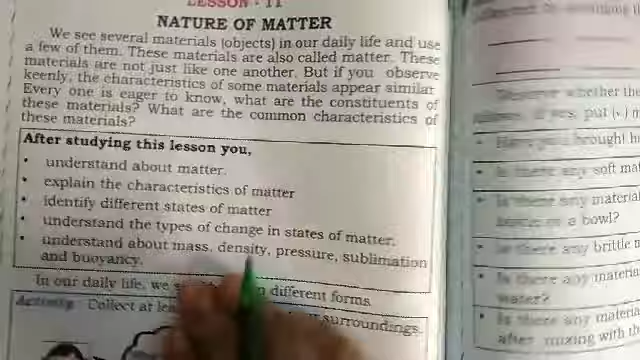 LESSON - 11
NATURE OF MATTER
We see several materials (objects) in our daily life and use
a few of them. These materials are also called matter. These
materials are not just like one another. But if you observe
keenly, the characteristics of some materials appear similar.
Every one is eager to know, what are the constituents of
these materials? What are the common characteristics of
these materials?
After studying this lesson you,
• understand about matter.
• explain the characteristics of matter
• identify different states of matter
• understand the types of change in states of matter.
• understand about mass, density, pressure, sublimation
and buoyancy.
In our daily life, we different forms.
Activity: Collect at surroundings.
whether the
if yes, put (✓)
• brought
• Is there any soft
• Is there any material
a bowl?
• Is there any brittle
• Is there any
water?
• Is there any
after mixing with